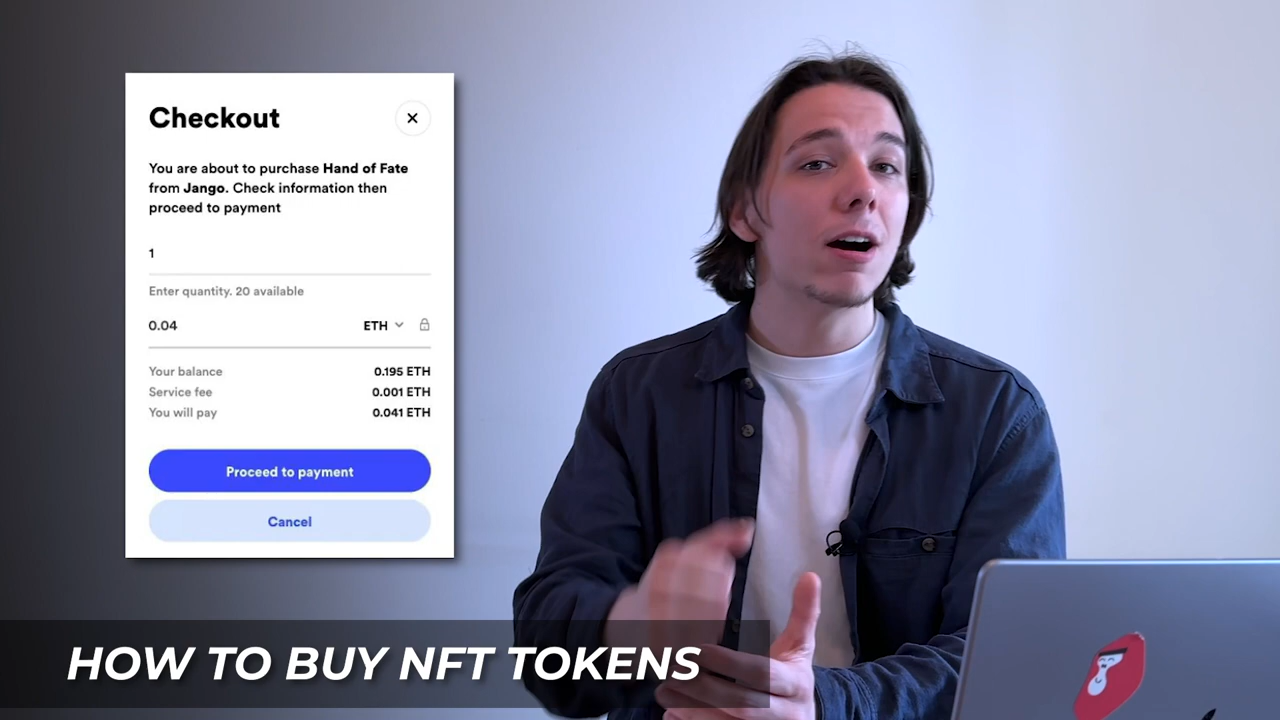 Checkout
You are about to purchase Hand of Fate
from Jango. Check information then
proceed to payment
1
Enter quantity. 20 available
0.04 ETH
Your balance 0.195 ETH
Service fee 0.001 ETH
You will pay 0.041 ETH
Proceed to payment
Cancel
HOW TO BUY NFT TOKENS